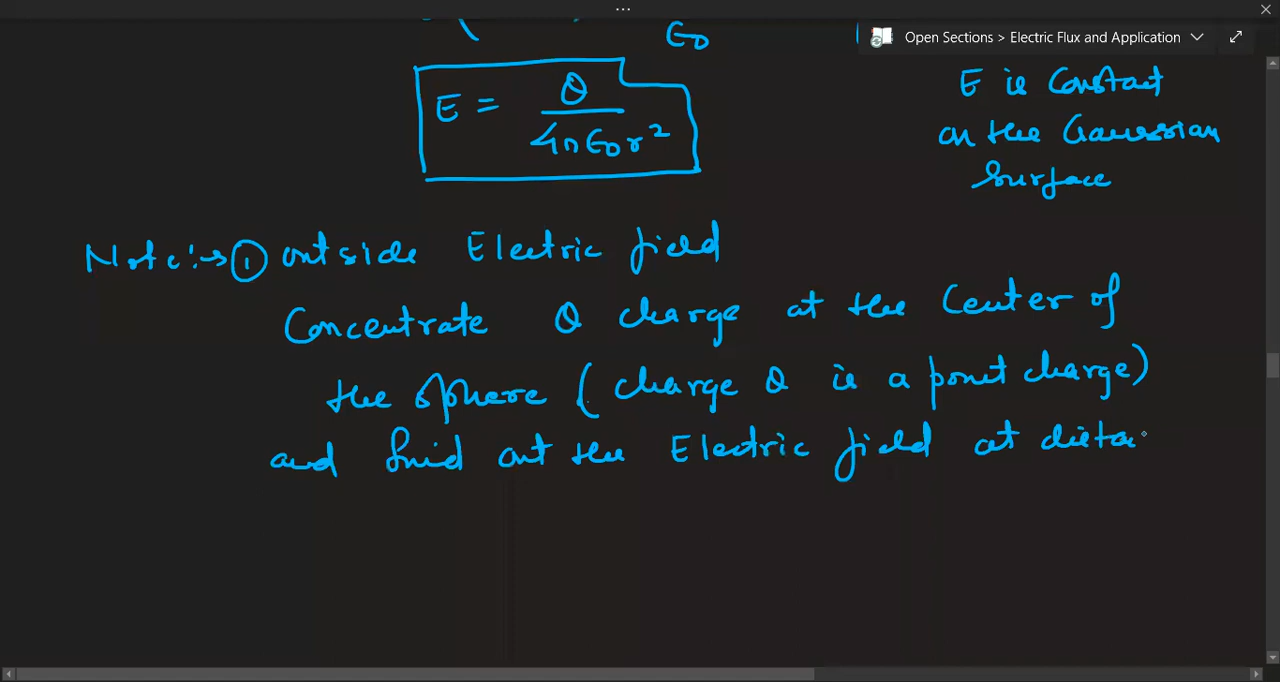 ...
Open Sections > Electric Flux and Application
ϵ0
E = Q / 4πϵ0r²
E is Constant
on the Gaussian
Surface
Note:→ ① outside Electric field
Concentrate Q charge at the Center of
the sphere (charge Q is a point charge)
and find out the Electric field at dista